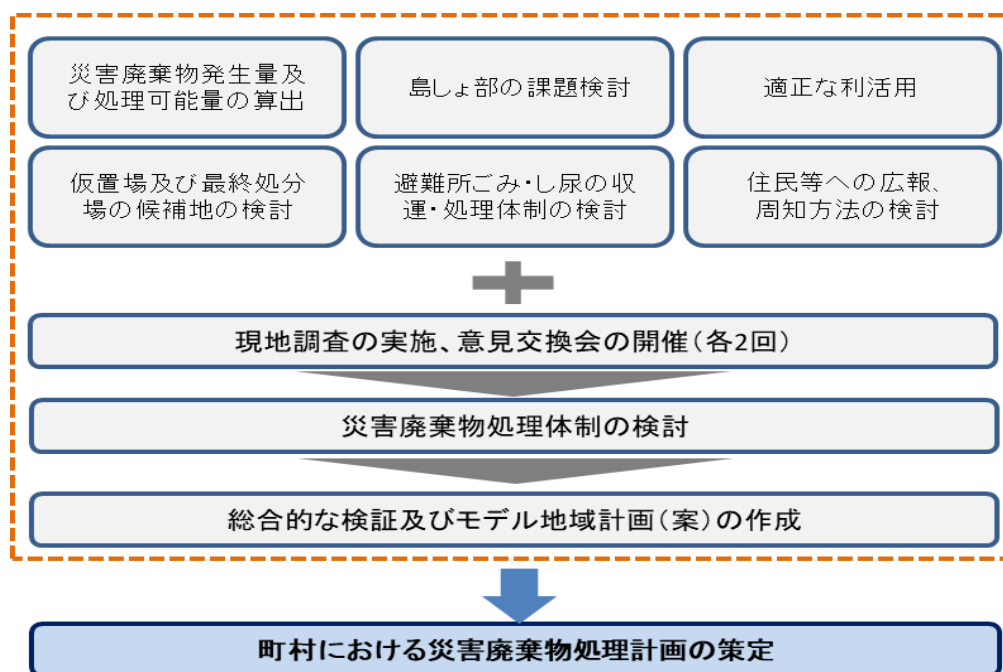 災害廃棄物発生量及
び処理可能量の算出
島しょ部の課題検討
適正な利活用
仮置場及び最終処分
場の候補地の検討
避難所ごみ・し尿の収
運・処理体制の検討
住民等への広報、
周知方法の検討
現地調査の実施、意見交換会の開催(各2回)
災害廃棄物処理体制の検討
総合的な検証及びモデル地域計画(案)の作成
町村における災害廃棄物処理計画の策定